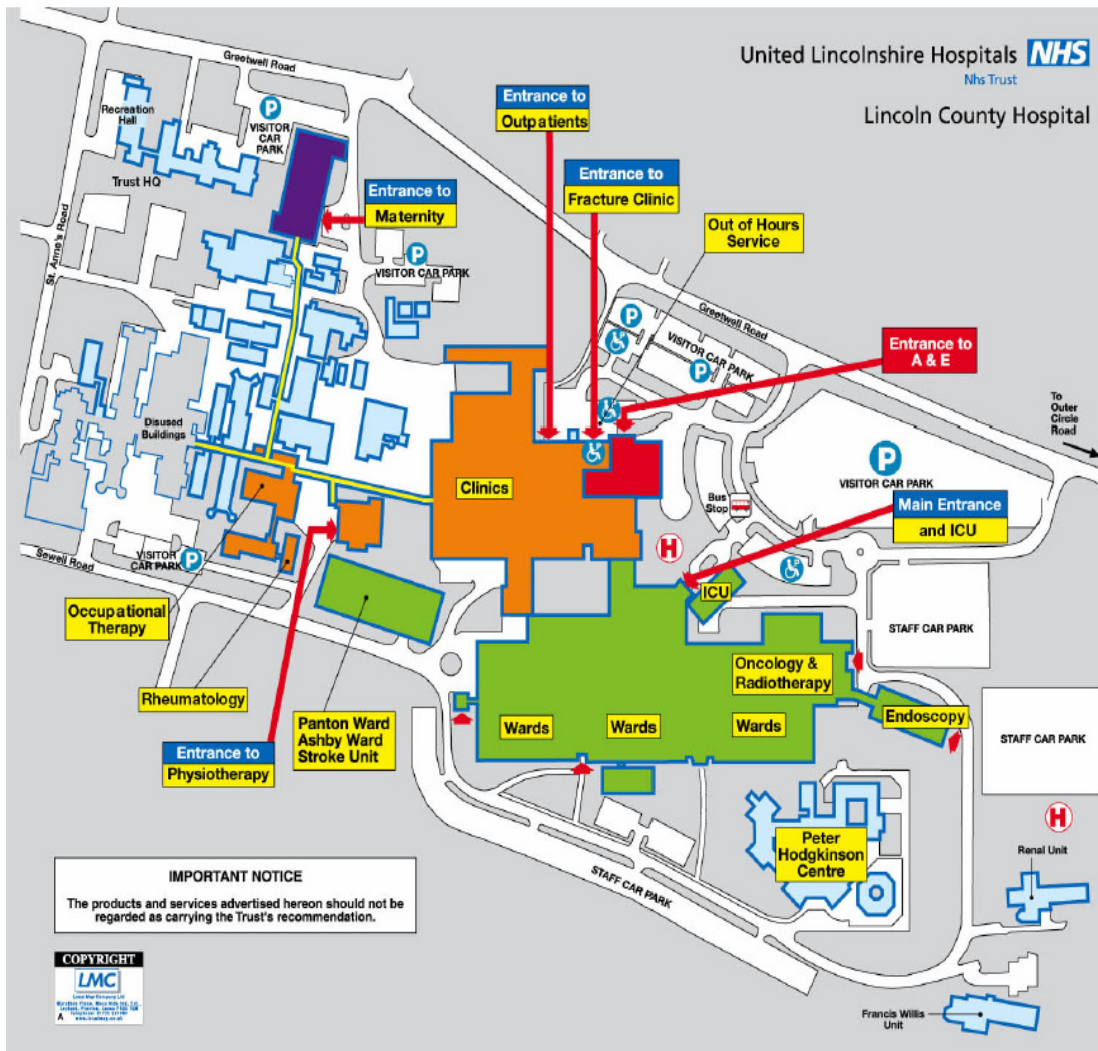 United Lincolnshire Hospitals NHS
Nhs Trust
Lincoln County Hospital
Greetwell Road
Recreation
Hall
P
VISITOR
CAR
PARK
Trust HQ
St. Anne's Road
Entrance to
Maternity
Entrance to
Outpatients
Entrance to
Fracture Clinic
Out of Hours
Service
P
VISITOR CAR PARK
Greetwell Road
P
VISITOR CAR PARK
P
Entrance to
A & E
To
Outer
Circle
Road
Disused
Buildings
Clinics
P
VISITOR CAR PARK
Bus
Stop
Main Entrance
and ICU
H
P
ICU
Sewell Road
VISITOR
CAR PARK
P
Occupational
Therapy
STAFF CAR PARK
Rheumatology
Oncology &
Radiotherapy
Panton Ward
Ashby Ward
Stroke Unit
Wards
Wards
Wards
Endoscopy
STAFF CAR PARK
Entrance to
Physiotherapy
H
Peter
Hodgkinson
Centre
Renal Unit
STAFF CAR PARK
IMPORTANT NOTICE
The products and services advertised hereon should not be
regarded as carrying the Trust's recommendation.
COPYRIGHT
LMC
A
Francis Willis
Unit